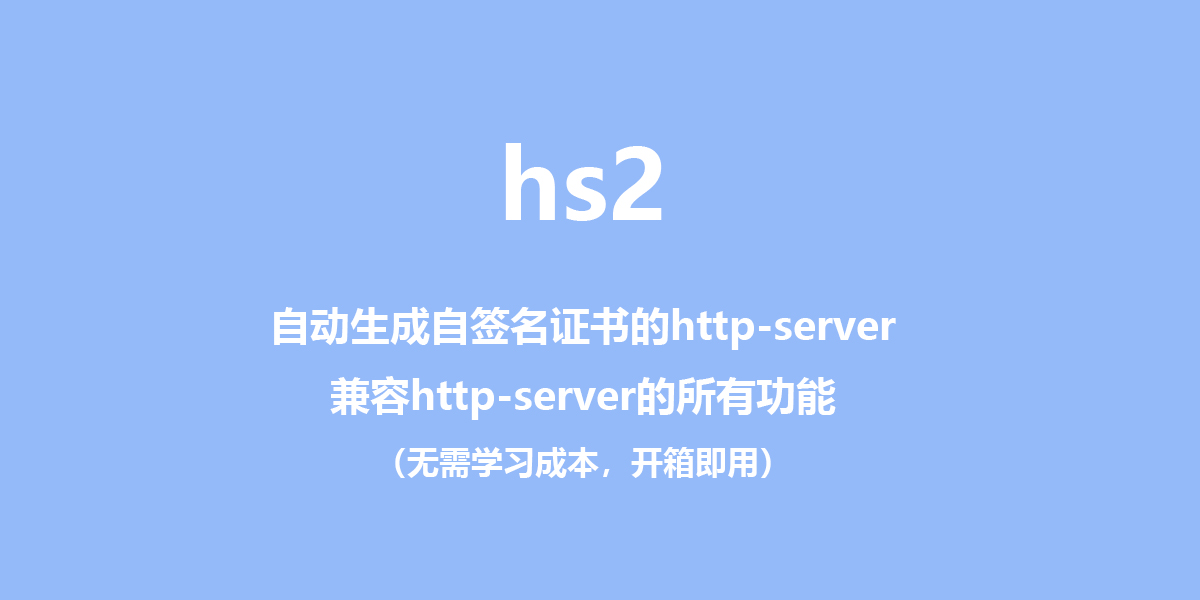 hs2
自动生成自签名证书的http-server
兼容http-server的所有功能
（无需学习成本，开箱即用）